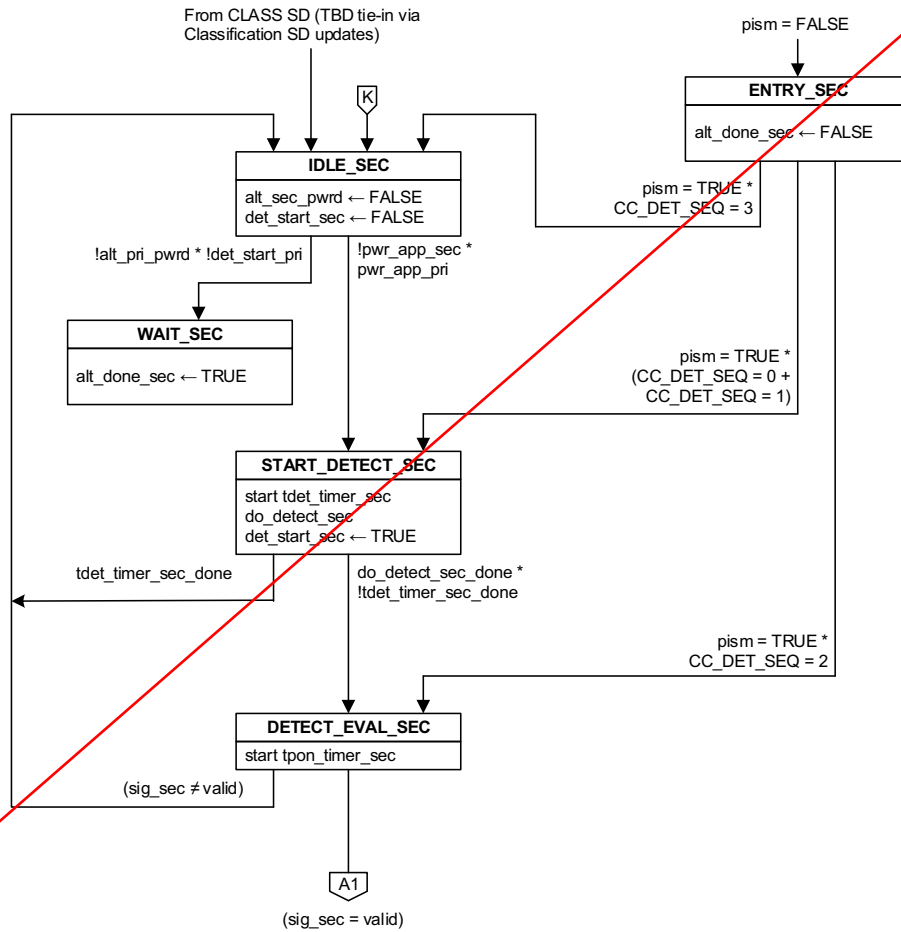 From CLASS SD (TBD tie-in via
Classification SD updates)
pism = FALSE
K
ENTRY_SEC
alt_done_sec ← FALSE
IDLE_SEC
alt_sec_pwrd ← FALSE
det_start_sec ← FALSE
pism = TRUE *
CC_DET_SEQ = 3
!alt_pri_pwrd * !det_start_pri
!pwr_app_sec *
pwr_app_pri
WAIT_SEC
alt_done_sec ← TRUE
pism = TRUE *
(CC_DET_SEQ = 0 +
CC_DET_SEQ = 1)
START_DETECT_SEC
start tdet_timer_sec
do_detect_sec
det_start_sec ← TRUE
tdet_timer_sec_done
do_detect_sec_done *
!tdet_timer_sec_done
pism = TRUE *
CC_DET_SEQ = 2
DETECT_EVAL_SEC
start tpon_timer_sec
(sig_sec ≠ valid)
A1
(sig_sec = valid)